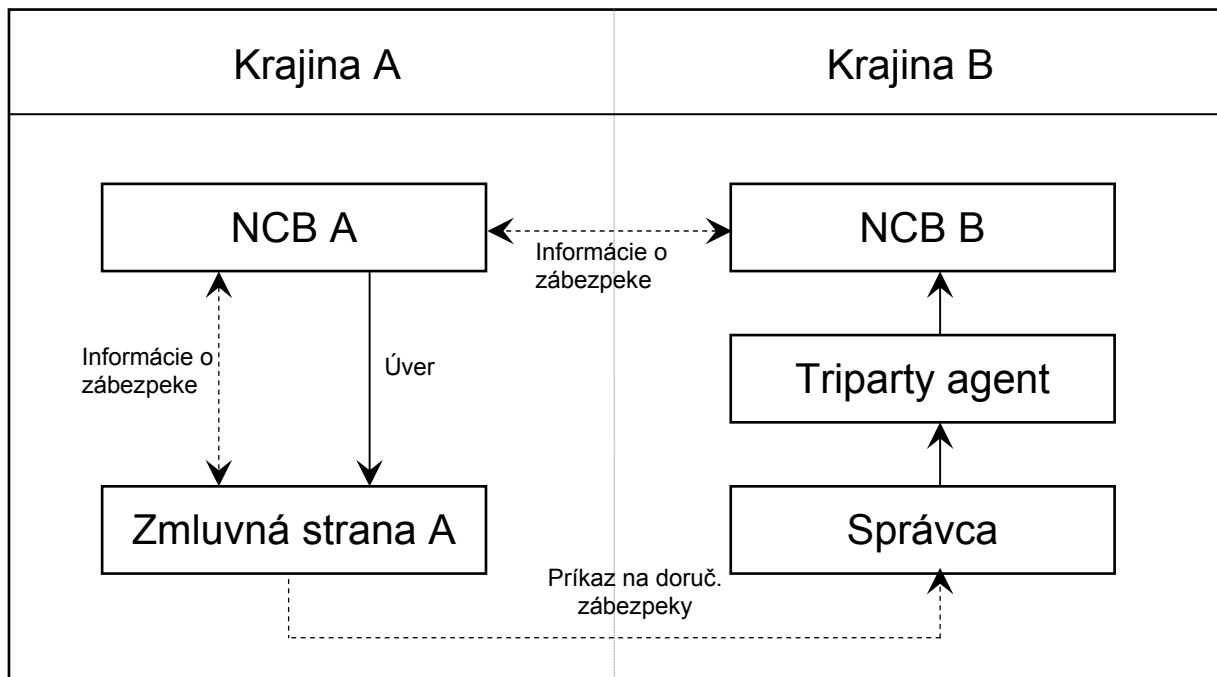 Krajina A
Krajina B
NCB A
NCB B
Informácie o
zábezpeke
Informácie o
zábezpeke
Úver
Triparty agent
Zmluvná strana A
Správca
Príkaz na doruč.
zábezpeky